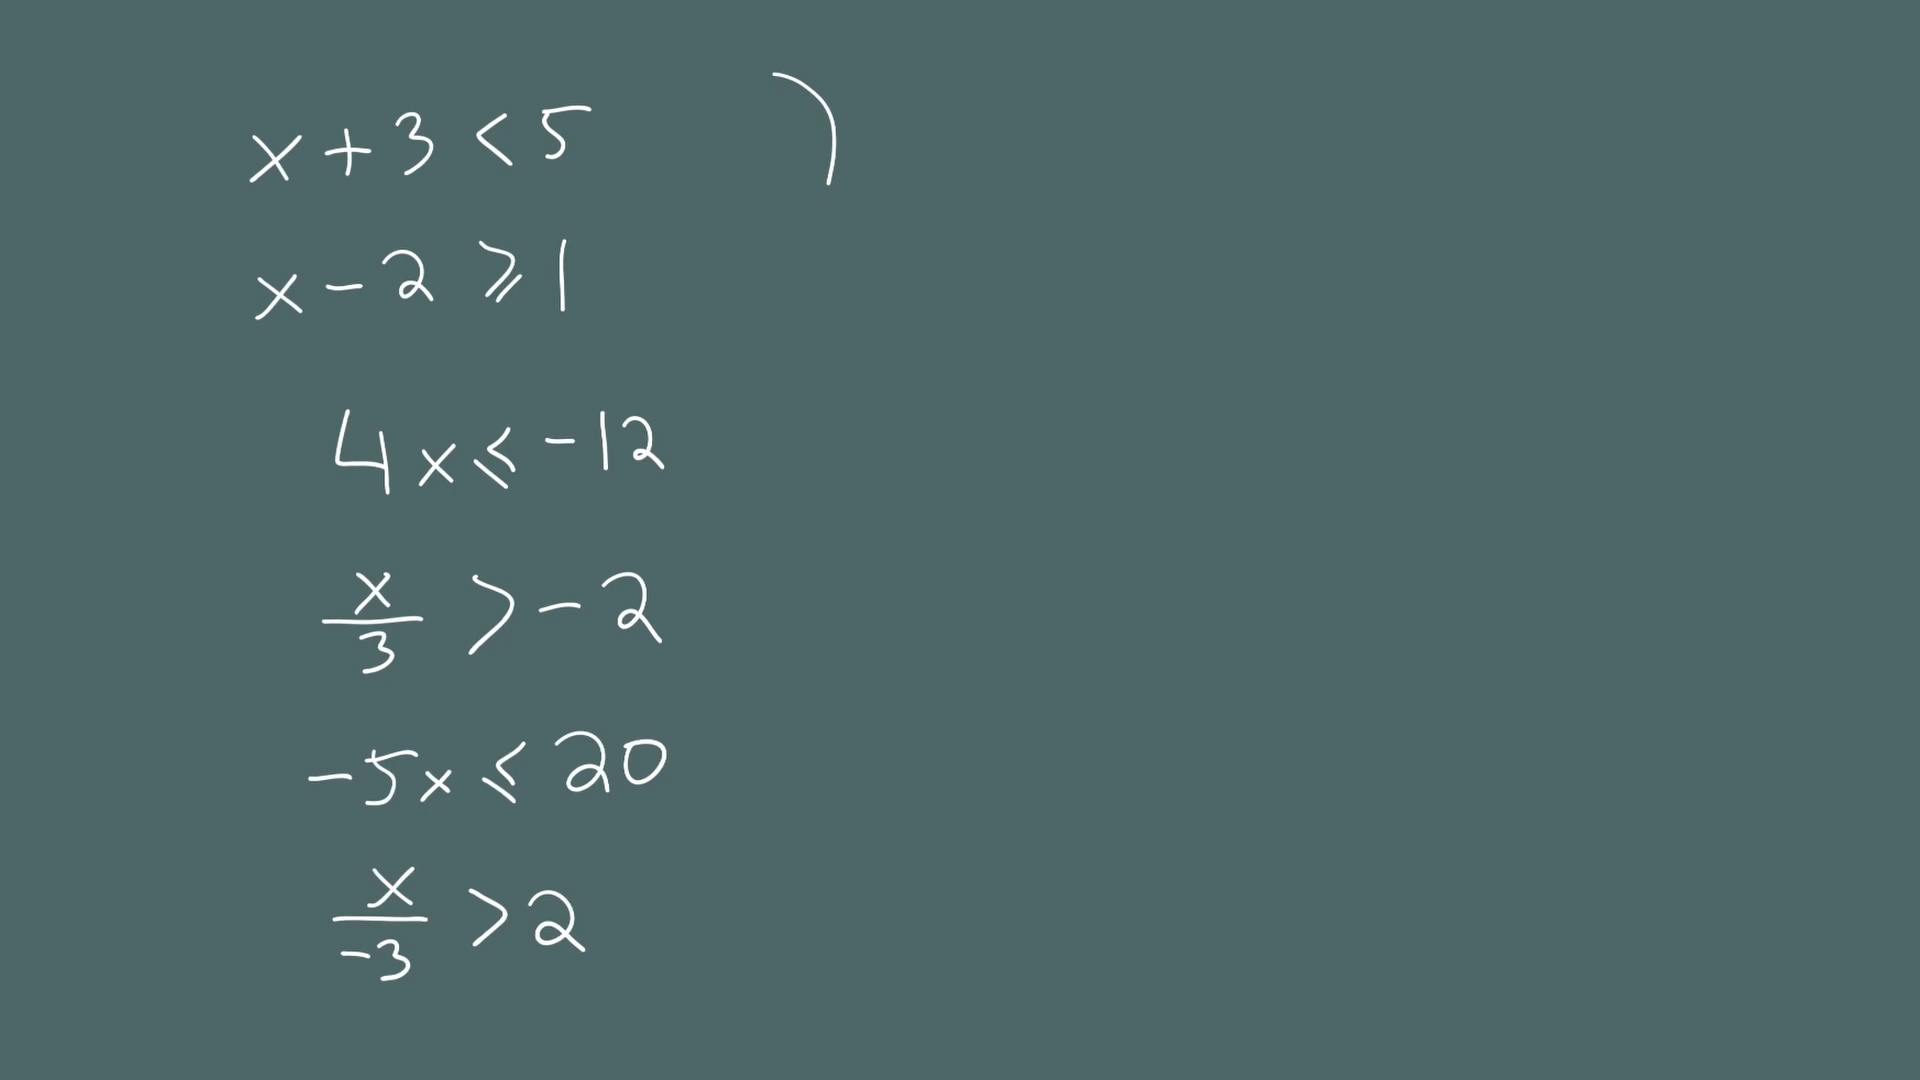 x + 3 < 5 )
x - 2 ⩾ 1
4x ⩽ -12
x/3 > -2
-5x ⩽ 20
x/-3 > 2